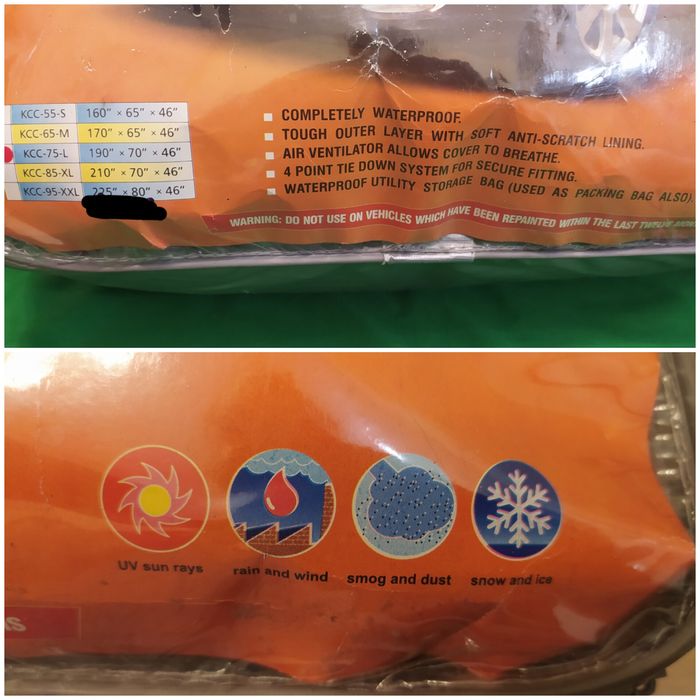 KCC-55-S 160" × 65" × 46"
KCC-65-M 170" × 65" × 46"
KCC-75-L 190" × 70" × 46"
KCC-85-XL 210" × 70" × 46"
KCC-95-XXL 225" × 80" × 46"
COMPLETELY WATERPROOF.
TOUGH OUTER LAYER WITH SOFT ANTI-SCRATCH LINING.
AIR VENTILATOR ALLOWS COVER TO BREATHE.
4 POINT TIE DOWN SYSTEM FOR SECURE FITTING.
WATERPROOF UTILITY STORAGE BAG (USED AS PACKING BAG ALSO).
WARNING: DO NOT USE ON VEHICLES WHICH HAVE BEEN REPAINTED WITHIN THE LAST TWELVE
UV sun rays
rain and wind
smog and dust
snow and ice